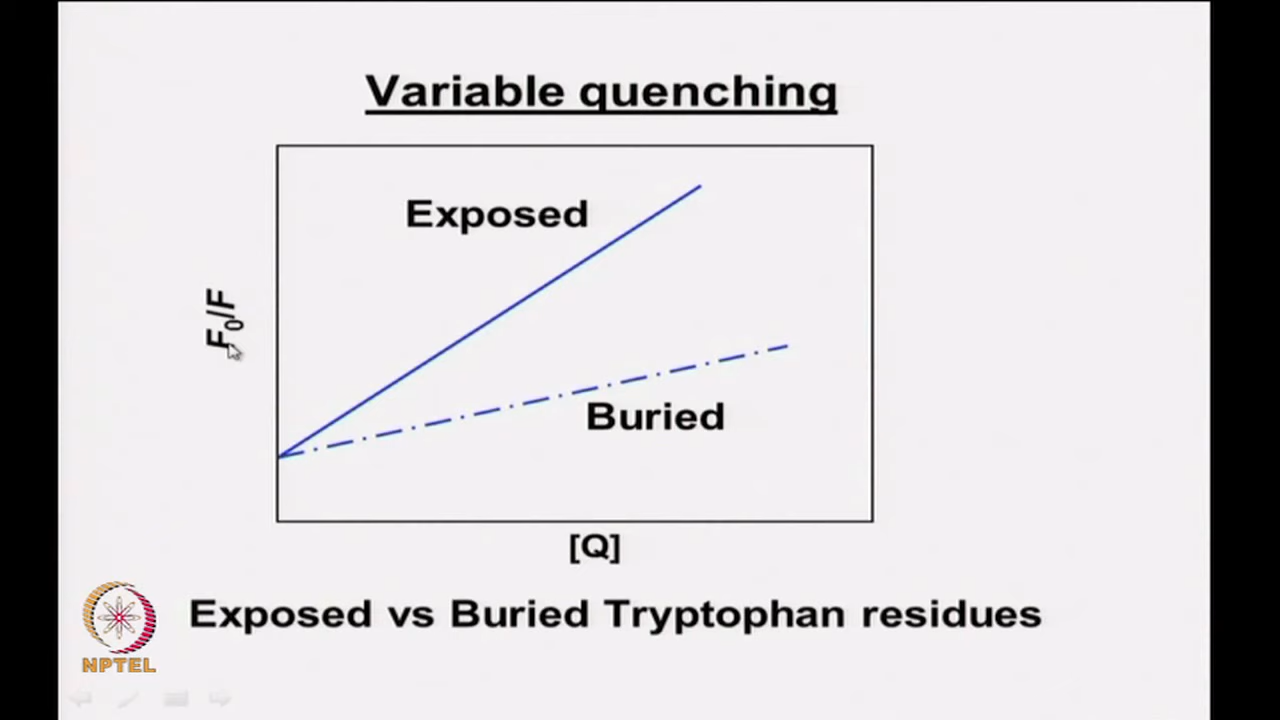 Variable quenching
Exposed
F₀/F
Buried
[Q]
Exposed vs Buried Tryptophan residues
NPTEL